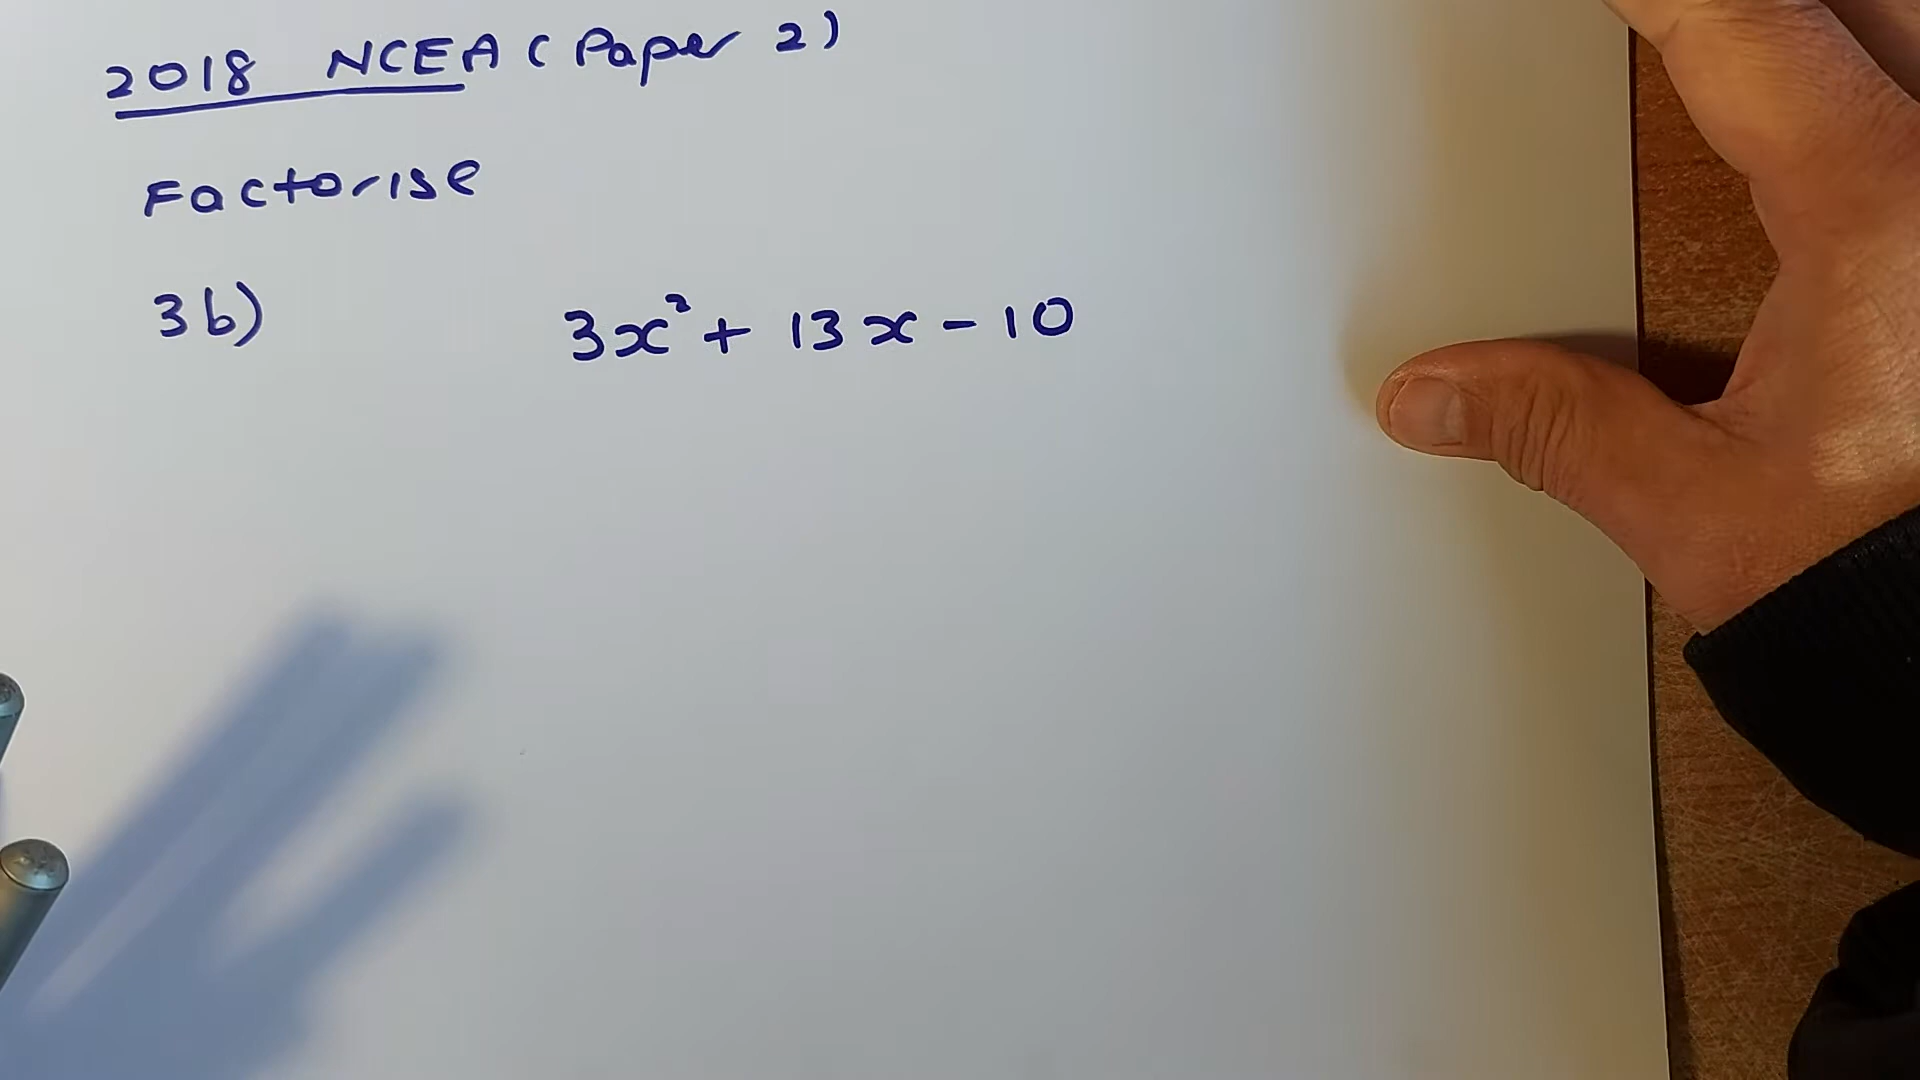 2018 NCEA (Paper 2)
Factorise
3b) 3x² + 13x - 10